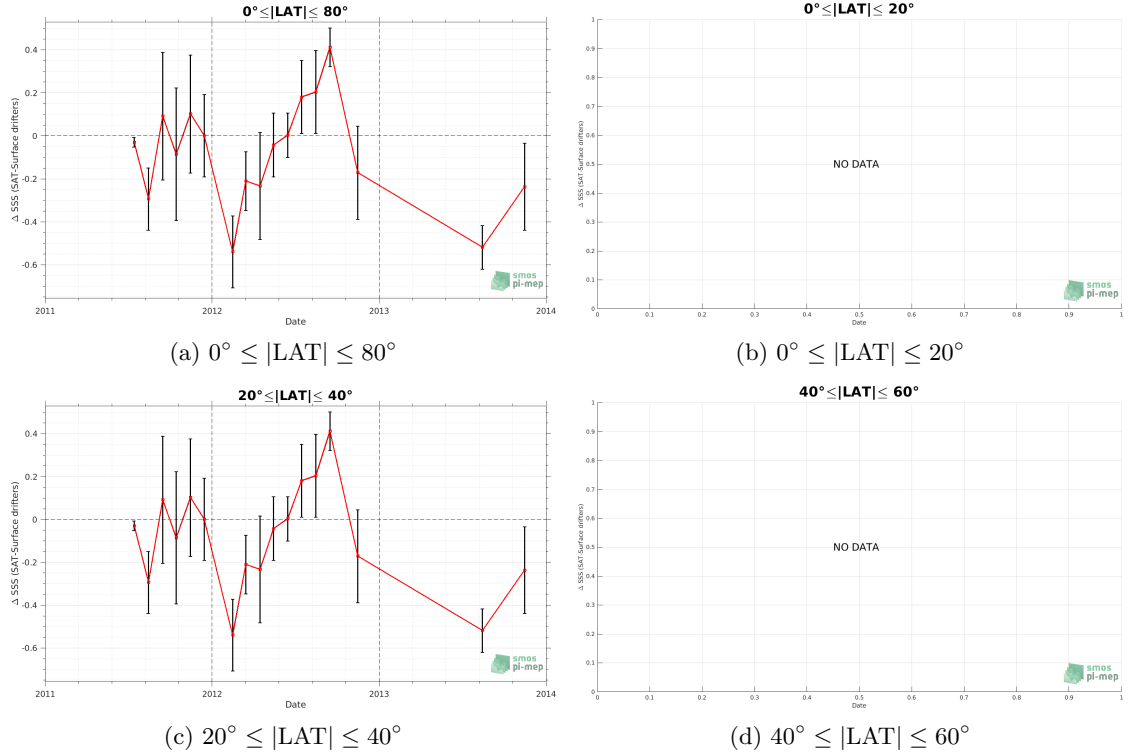 0°≤|LAT|≤ 80°
Δ SSS (SAT-Surface drifters)
0.4
0.2
0
-0.2
-0.4
-0.6
2011
2012
2013
2014
Date
smos
pi-mep
(a) 0° ≤ |LAT| ≤ 80°
0°≤|LAT|≤ 20°
Δ SSS (SAT-Surface drifters)
1
0.9
0.8
0.7
0.6
0.5
0.4
0.3
0.2
0.1
0
NO DATA
0
0.1
0.2
0.3
0.4
0.5
0.6
0.7
0.8
0.9
1
Date
smos
pi-mep
(b) 0° ≤ |LAT| ≤ 20°
20°≤|LAT|≤ 40°
Δ SSS (SAT-Surface drifters)
0.4
0.2
0
-0.2
-0.4
-0.6
2011
2012
2013
2014
Date
smos
pi-mep
(c) 20° ≤ |LAT| ≤ 40°
40°≤|LAT|≤ 60°
Δ SSS (SAT-Surface drifters)
1
0.9
0.8
0.7
0.6
0.5
0.4
0.3
0.2
0.1
0
NO DATA
0
0.1
0.2
0.3
0.4
0.5
0.6
0.7
0.8
0.9
1
Date
smos
pi-mep
(d) 40° ≤ |LAT| ≤ 60°